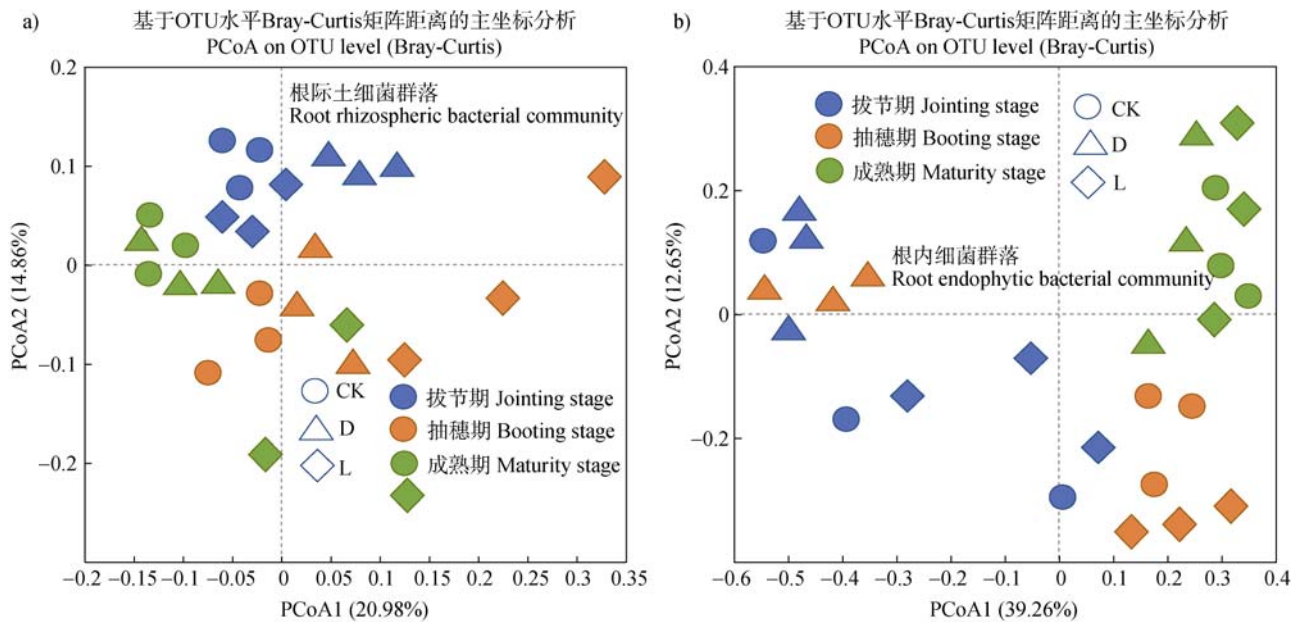 a)
基于OTU水平Bray-Curtis矩阵距离的主坐标分析
PCoA on OTU level (Bray-Curtis)
根际土细菌群落
Root rhizospheric bacterial community
0.2
0.1
0
−0.1
−0.2
PCoA2 (14.86%)
CK
D
L
拔节期 Jointing stage
抽穗期 Booting stage
成熟期 Maturity stage
−0.2 −0.15 −0.1 −0.05 0 0.05 0.1 0.15 0.2 0.25 0.3 0.35
PCoA1 (20.98%)
b)
基于OTU水平Bray-Curtis矩阵距离的主坐标分析
PCoA on OTU level (Bray-Curtis)
拔节期 Jointing stage
抽穗期 Booting stage
成熟期 Maturity stage
CK
D
L
根内细菌群落
Root endophytic bacterial community
0.4
0.2
0
−0.2
PCoA2 (12.65%)
−0.6 −0.5 −0.4 −0.3 −0.2 −0.1 0 0.1 0.2 0.3 0.4
PCoA1 (39.26%)